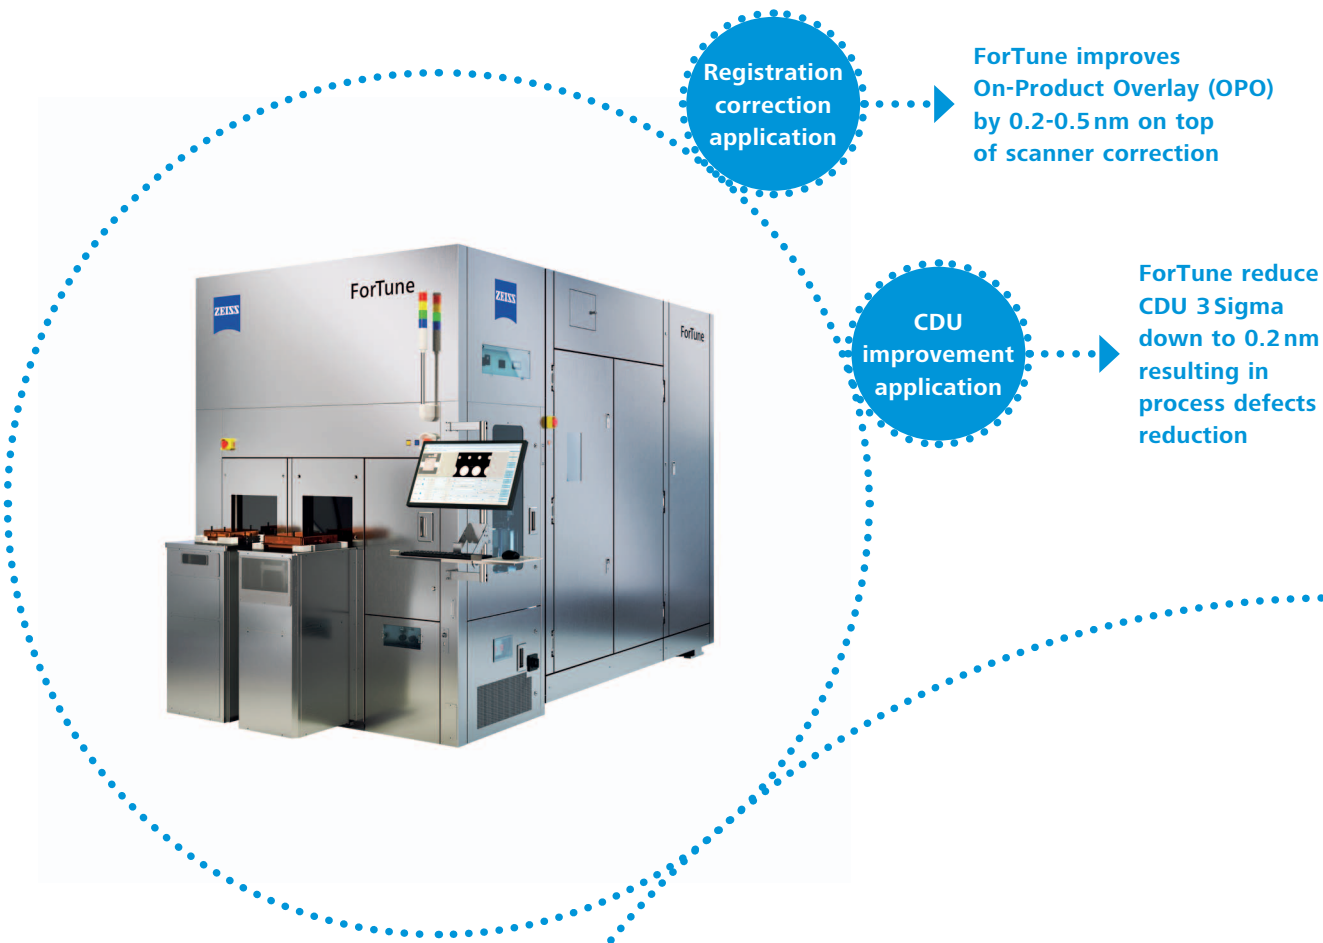 Registration
correction
application
ForTune improves
On-Product Overlay (OPO)
by 0.2-0.5 nm on top
of scanner correction
CDU
improvement
application
ForTune reduce
CDU 3 Sigma
down to 0.2 nm
resulting in
process defects
reduction
ZEISS
ForTune
ZEISS
ForTune